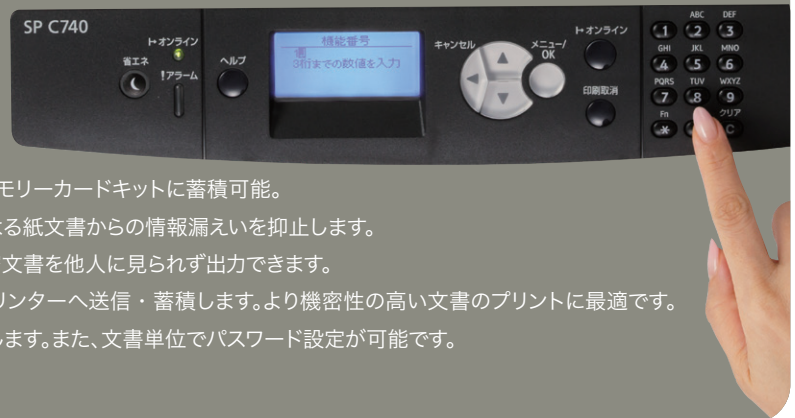 SP C740
オンライン
省エネ
!アラーム
ヘルプ
機能番号
3桁までの数値を入力
キャンセル
メニュー/
OK
オンライン
印刷取消
ABC DEF
1 2 3
GHI JKL MNO
4 5 6
PQRS TUV WXYZ
7 8 9
Fn クリア
* C
モリーカードキットに蓄積可能。
る紙文書からの情報漏えいを抑止します。
文書を他人に見られず出力できます。
リンターへ送信・蓄積します。より機密性の高い文書のプリントに最適です。
します。また、文書単位でパスワード設定が可能です。